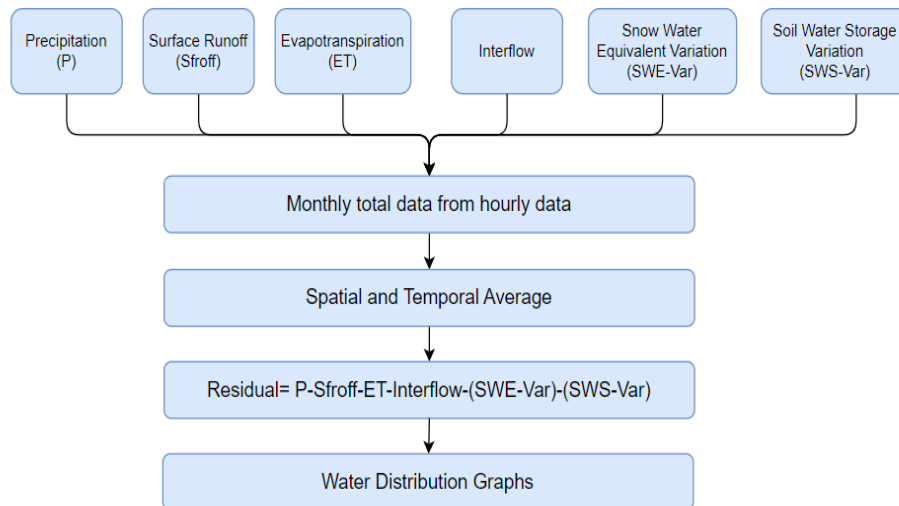 Precipitation
(P)
Surface Runoff
(Sfroff)
Evapotranspiration
(ET)
Interflow
Snow Water
Equivalent Variation
(SWE-Var)
Soil Water Storage
Variation
(SWS-Var)
Monthly total data from hourly data
Spatial and Temporal Average
Residual= P-Sfroff-ET-Interflow-(SWE-Var)-(SWS-Var)
Water Distribution Graphs